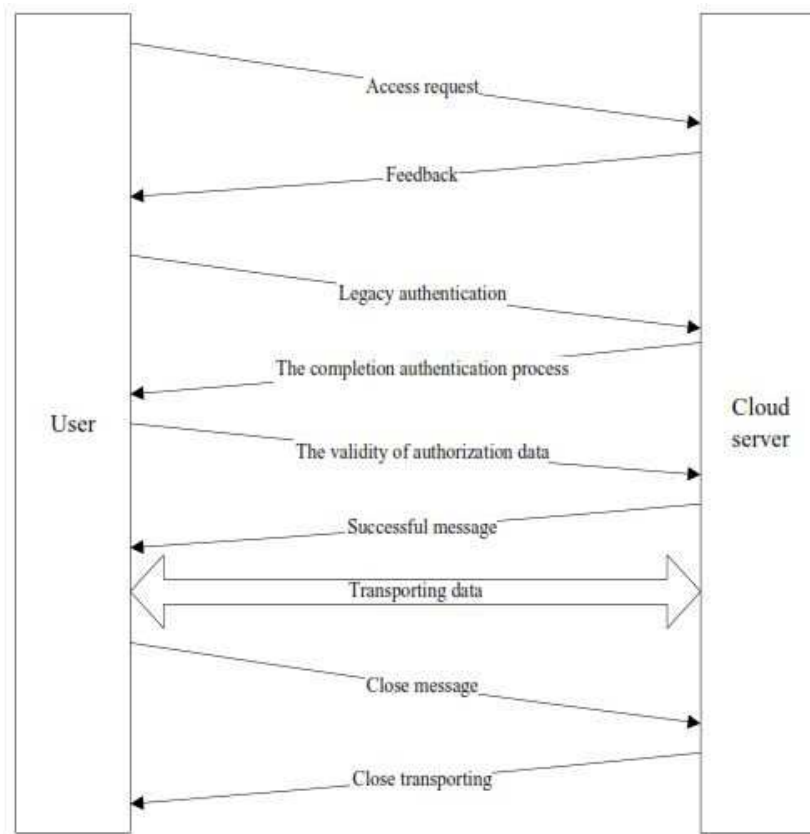 Access request
Feedback
Legacy authentication
The completion authentication process
User
Cloud
server
The validity of authorization data
Successful message
Transporting data
Close message
Close transporting